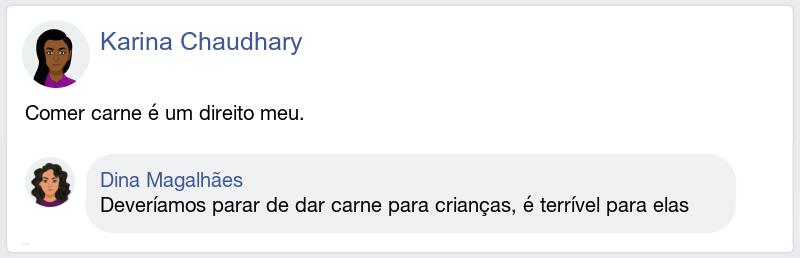 Karina Chaudhary
Comer carne é um direito meu.
Dina Magalhães
Deveríamos parar de dar carne para crianças, é terrível para elas